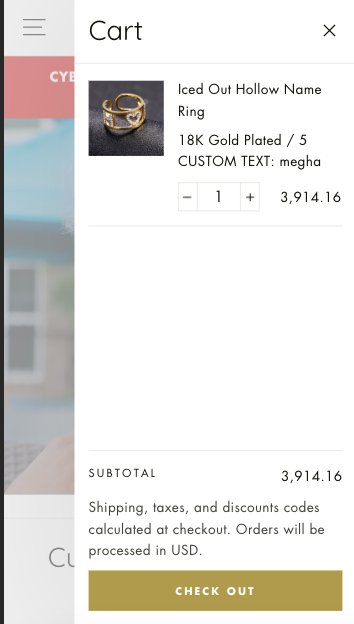 Cart
CYB
Iced Out Hollow Name
Ring
18K Gold Plated / 5
CUSTOM TEXT: megha
− 1 + 3,914.16
SUBTOTAL 3,914.16
Shipping, taxes, and discounts codes
calculated at checkout. Orders will be
processed in USD.
Cu
CHECK OUT